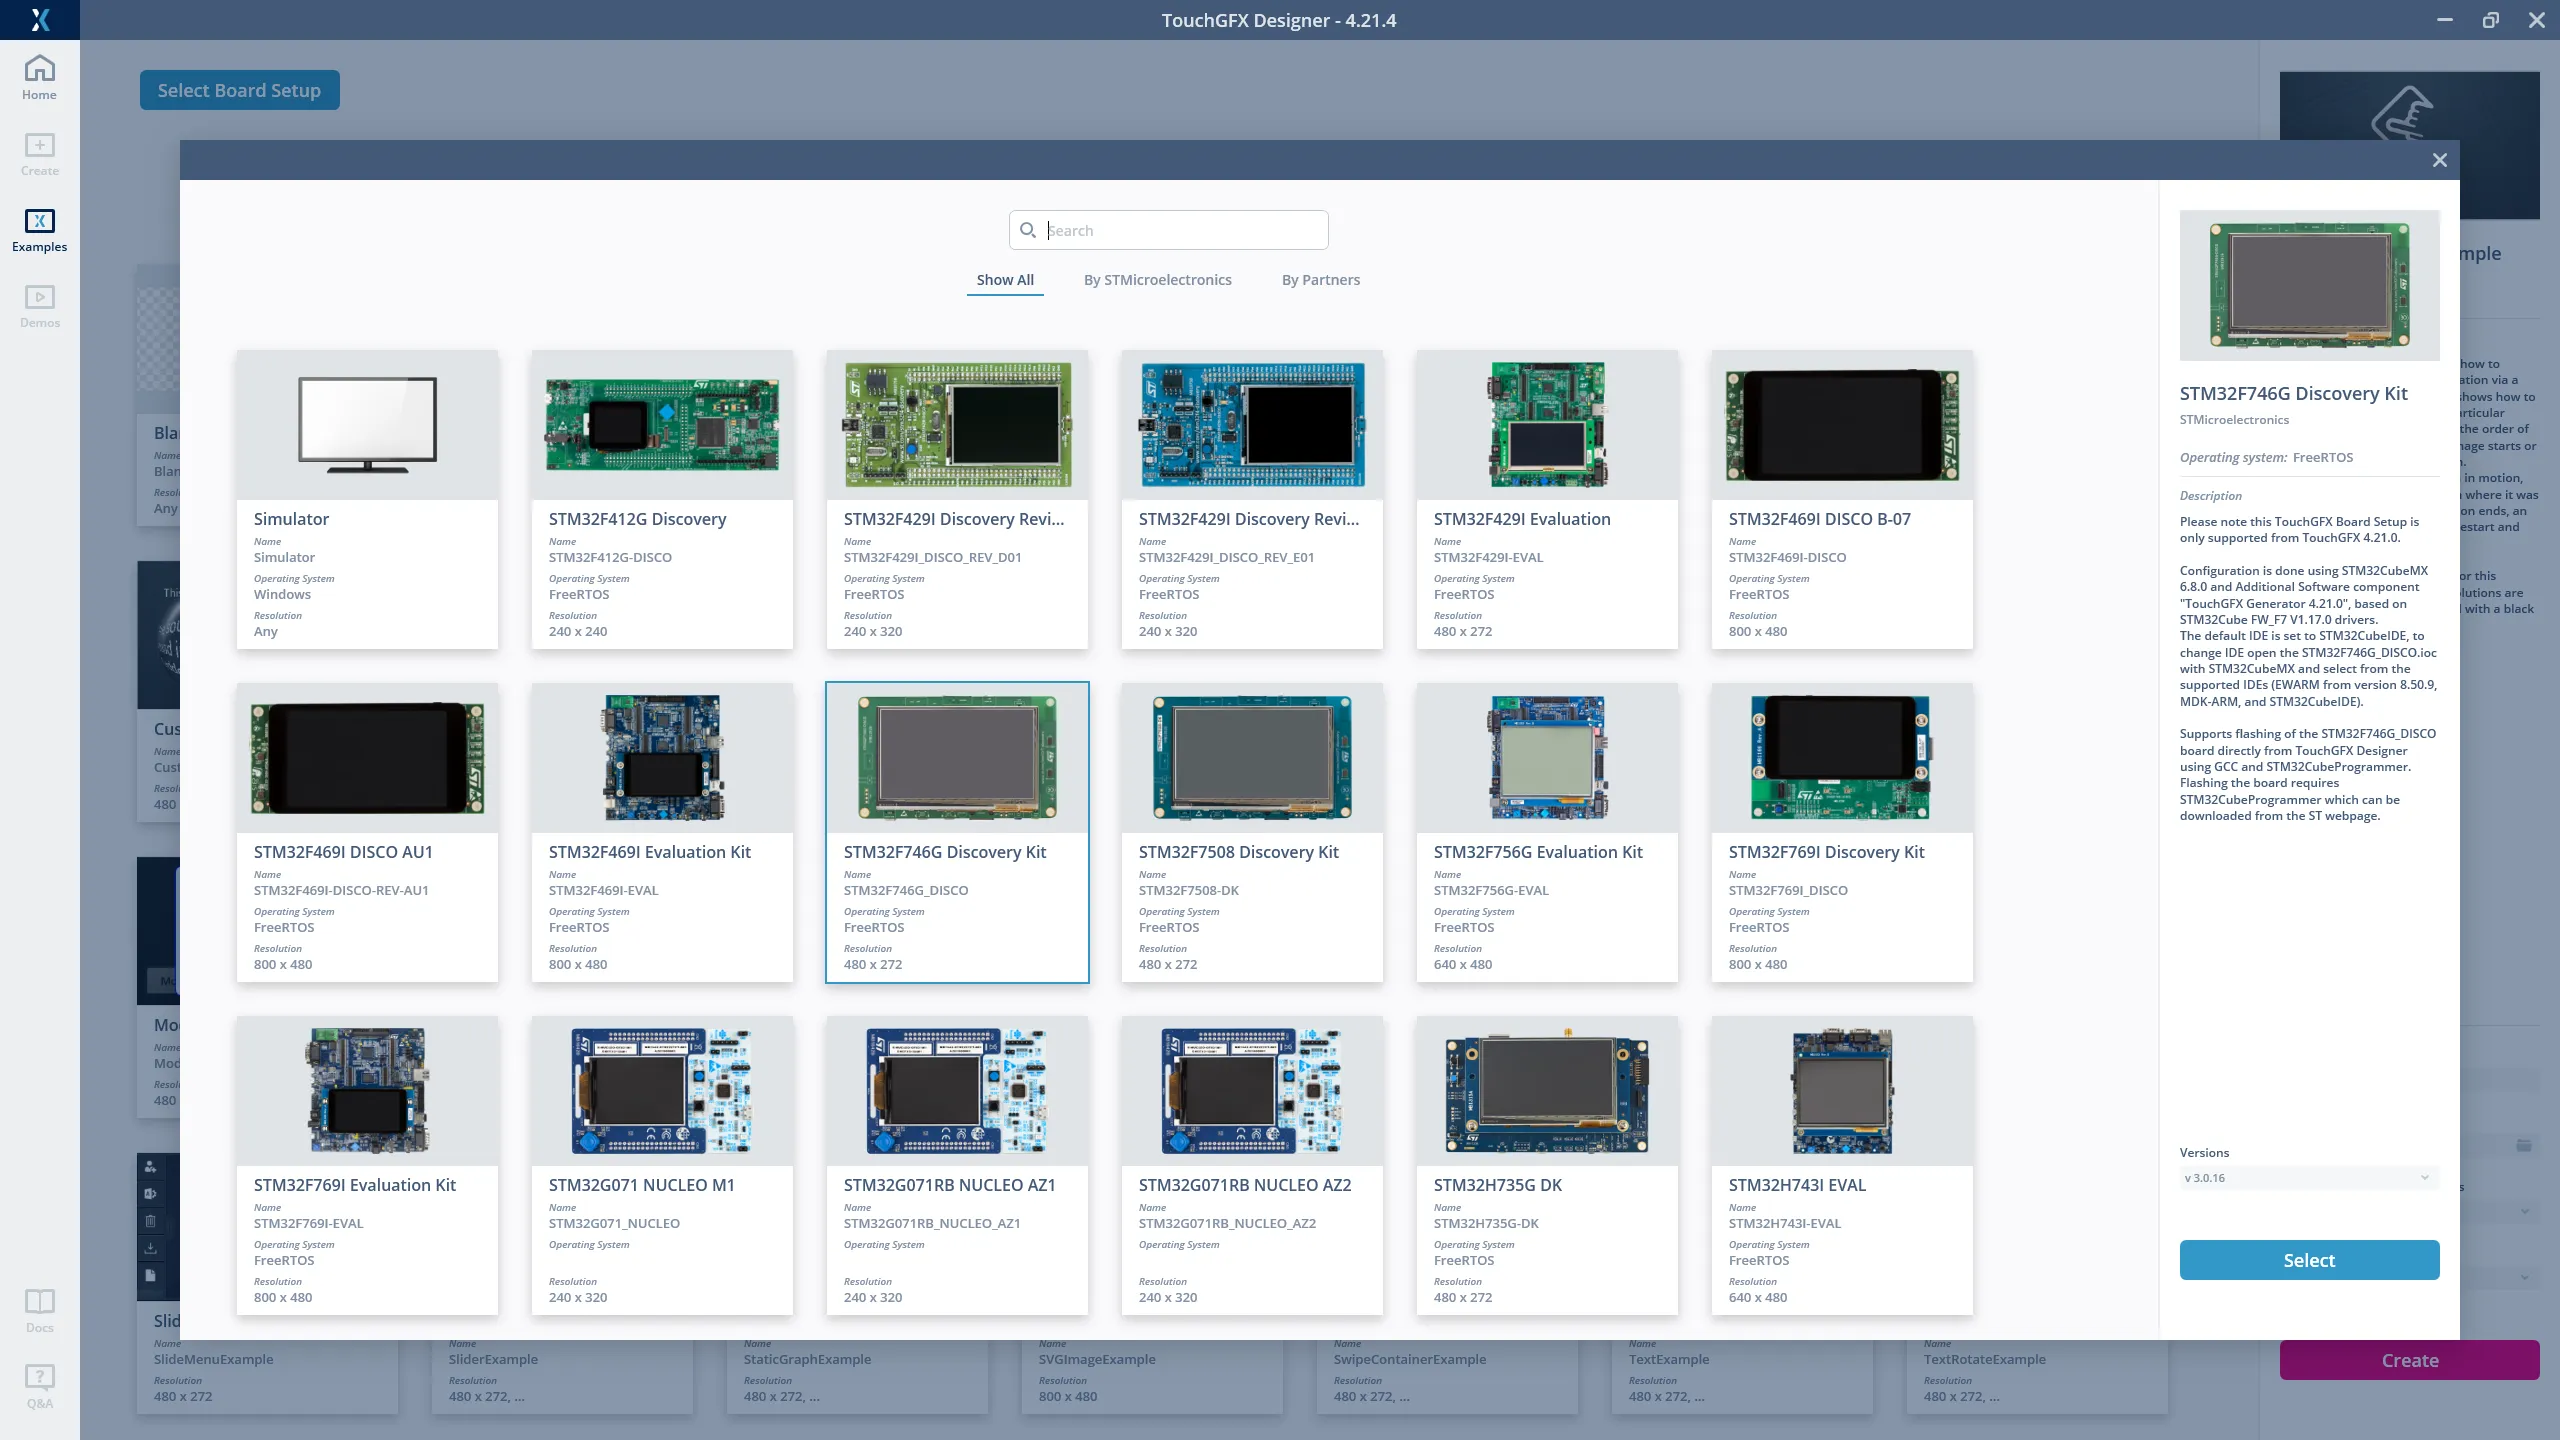 TouchGFX Designer - 4.21.4
Home
Create
Examples
Demos
Docs
Q&A
Select Board Setup
Search
Show All
By STMicroelectronics
By Partners
Simulator
Name
Simulator
Operating System
Windows
Resolution
Any
STM32F412G Discovery
Name
STM32F412G-DISCO
Operating System
FreeRTOS
Resolution
240 x 240
STM32F429I Discovery Revi...
Name
STM32F429I_DISCO_REV_D01
Operating System
FreeRTOS
Resolution
240 x 320
STM32F429I Discovery Revi...
Name
STM32F429I_DISCO_REV_E01
Operating System
FreeRTOS
Resolution
240 x 320
STM32F429I Evaluation
Name
STM32F429I-EVAL
Operating System
FreeRTOS
Resolution
480 x 272
STM32F469I DISCO B-07
Name
STM32F469I-DISCO
Operating System
FreeRTOS
Resolution
800 x 480
STM32F469I DISCO AU1
Name
STM32F469I-DISCO-REV-AU1
Operating System
FreeRTOS
Resolution
800 x 480
STM32F469I Evaluation Kit
Name
STM32F469I-EVAL
Operating System
FreeRTOS
Resolution
800 x 480
STM32F746G Discovery Kit
Name
STM32F746G_DISCO
Operating System
FreeRTOS
Resolution
480 x 272
STM32F7508 Discovery Kit
Name
STM32F7508-DK
Operating System
FreeRTOS
Resolution
480 x 272
STM32F756G Evaluation Kit
Name
STM32F756G-EVAL
Operating System
FreeRTOS
Resolution
640 x 480
STM32F769I Discovery Kit
Name
STM32F769I_DISCO
Operating System
FreeRTOS
Resolution
800 x 480
STM32F769I Evaluation Kit
Name
STM32F769I-EVAL
Operating System
FreeRTOS
Resolution
800 x 480
STM32G071 NUCLEO M1
Name
STM32G071_NUCLEO
Operating System
Resolution
240 x 320
STM32G071RB NUCLEO AZ1
Name
STM32G071RB_NUCLEO_AZ1
Operating System
Resolution
240 x 320
STM32G071RB NUCLEO AZ2
Name
STM32G071RB_NUCLEO_AZ2
Operating System
Resolution
240 x 320
STM32H735G DK
Name
STM32H735G-DK
Operating System
FreeRTOS
Resolution
480 x 272
STM32H743I EVAL
Name
STM32H743I-EVAL
Operating System
FreeRTOS
Resolution
640 x 480
STM32F746G Discovery Kit
STMicroelectronics
Operating system: FreeRTOS
Description
Please note this TouchGFX Board Setup is
only supported from TouchGFX 4.21.0.
Configuration is done using STM32CubeMX
6.8.0 and Additional Software component
"TouchGFX Generator 4.21.0", based on
STM32Cube FW_F7 V1.17.0 drivers.
The default IDE is set to STM32CubeIDE, to
change IDE open the STM32F746G_DISCO.ioc
with STM32CubeMX and select from the
supported IDEs (EWARM from version 8.50.9,
MDK-ARM, and STM32CubeIDE).
Supports flashing of the STM32F746G_DISCO
board directly from TouchGFX Designer
using GCC and STM32CubeProgrammer.
Flashing the board requires
STM32CubeProgrammer which can be
downloaded from the ST webpage.
Versions
v 3.0.16
Select
Name
SlideMenuExample
Resolution
480 x 272
Name
SliderExample
Resolution
480 x 272, ...
Name
StaticGraphExample
Resolution
480 x 272, ...
Name
SVGImageExample
Resolution
800 x 480
Name
SwipeContainerExample
Resolution
480 x 272, ...
Name
TextExample
Resolution
480 x 272, ...
Name
TextRotateExample
Resolution
480 x 272, ...
Create